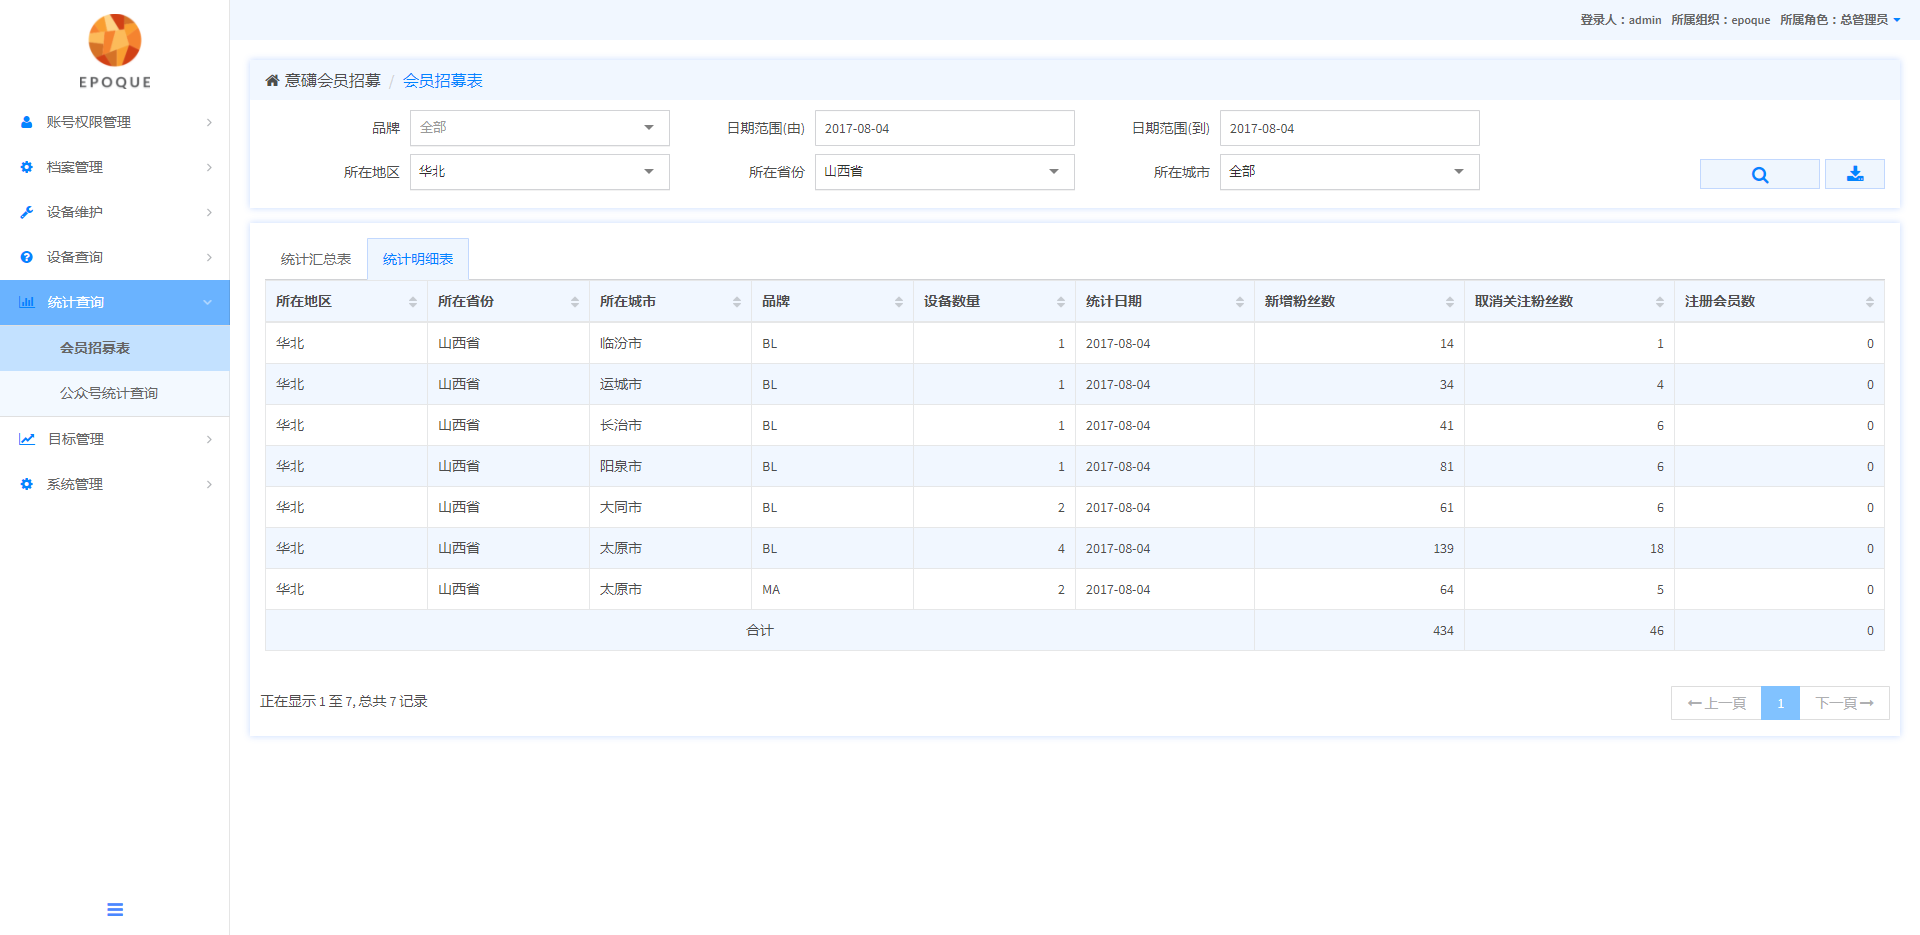 登录人：admin 所属组织：epoque 所属角色：总管理员
EPOQUE
账号权限管理
档案管理
设备维护
设备查询
统计查询
会员招募表
公众号统计查询
目标管理
系统管理
意礴会员招募 / 会员招募表
品牌 全部 日期范围(由) 2017-08-04 日期范围(到) 2017-08-04
所在地区 华北 所在省份 山西省 所在城市 全部
统计汇总表 统计明细表
所在地区 所在省份 所在城市 品牌 设备数量 统计日期 新增粉丝数 取消关注粉丝数 注册会员数
华北 山西省 临汾市 BL 1 2017-08-04 14 1 0
华北 山西省 运城市 BL 1 2017-08-04 34 4 0
华北 山西省 长治市 BL 1 2017-08-04 41 6 0
华北 山西省 阳泉市 BL 1 2017-08-04 81 6 0
华北 山西省 大同市 BL 2 2017-08-04 61 6 0
华北 山西省 太原市 BL 4 2017-08-04 139 18 0
华北 山西省 太原市 MA 2 2017-08-04 64 5 0
合计 434 46 0
正在显示 1 至 7, 总共 7 记录
上一頁 1 下一頁